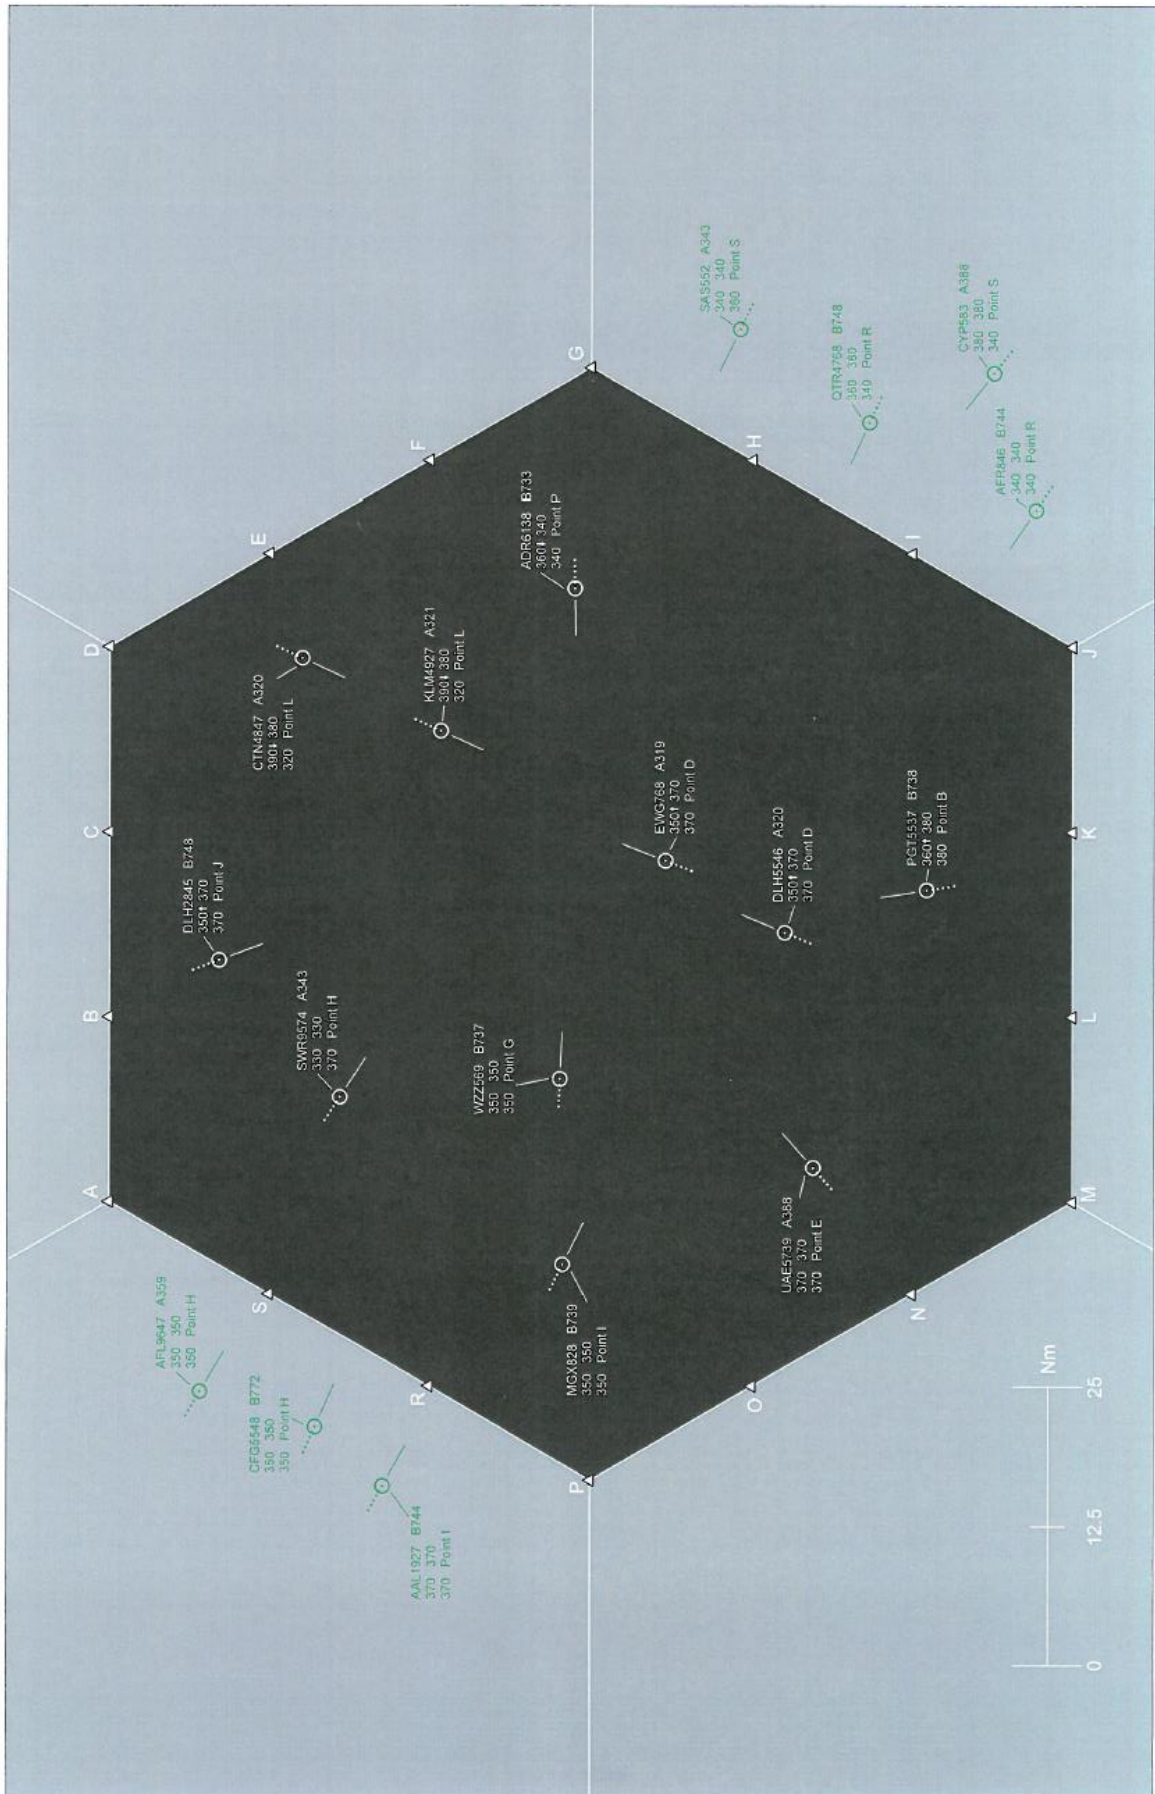 A
B
C
D
AFL9647 A359
350 350
350 Point H
DLH2845 B748
350⬆ 370
370 Point J
CTN4847 A320
390⬇ 380
320 Point L
S
E
CFG5548 B772
350 350
350 Point H
SWR9574 A343
330 330
370 Point H
R
F
KLM4927 A321
390⬇ 380
320 Point L
AAL1927 B744
370 370
370 Point I
WZZ569 B737
350 350
350 Point G
ADR6138 B733
360⬇ 340
340 Point P
P
G
MGX828 B739
350 350
350 Point I
EWG768 A319
350⬆ 370
370 Point D
SAS552 A343
340 340
380 Point S
O
H
UAE5739 A388
370 370
370 Point E
DLH5546 A320
350⬆ 370
370 Point D
QTR4768 B748
380 380
340 Point R
N
I
PGT5537 B738
360⬆ 380
380 Point B
CYP583 A388
380 380
340 Point S
AFR846 B744
340 340
340 Point R
Nm
0 12.5 25
M
L
K
J